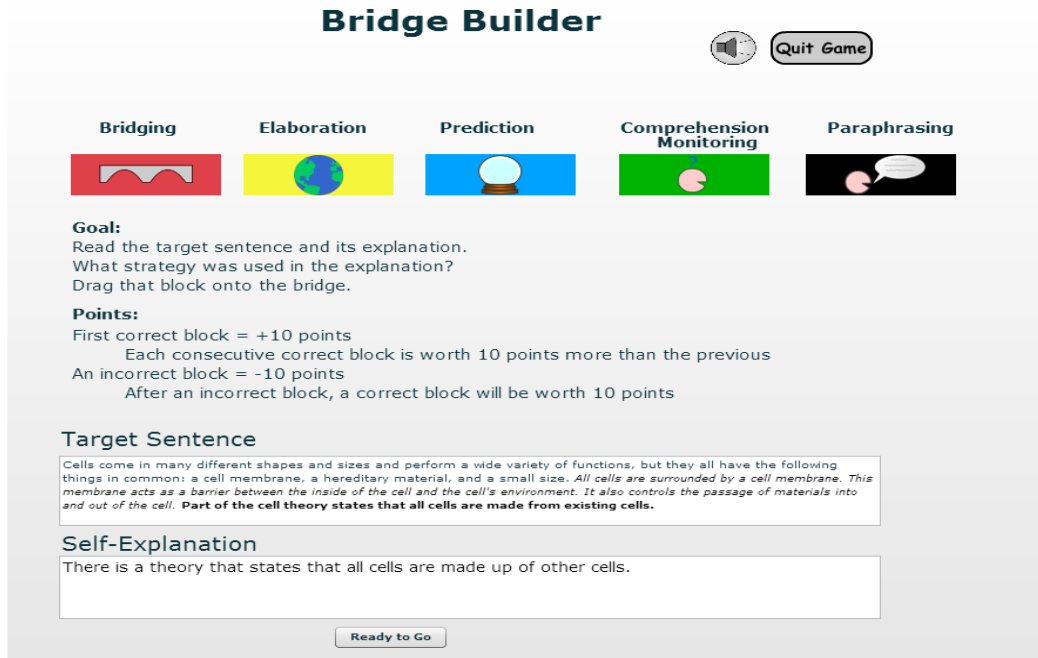 Bridge Builder
Quit Game
Bridging Elaboration Prediction Comprehension Monitoring Paraphrasing
Goal:
Read the target sentence and its explanation.
What strategy was used in the explanation?
Drag that block onto the bridge.
Points:
First correct block = +10 points
Each consecutive correct block is worth 10 points more than the previous
An incorrect block = -10 points
After an incorrect block, a correct block will be worth 10 points
Target Sentence
Cells come in many different shapes and sizes and perform a wide variety of functions, but they all have the following
things in common: a cell membrane, a hereditary material, and a small size. All cells are surrounded by a cell membrane. This
membrane acts as a barrier between the inside of the cell and the cell's environment. It also controls the passage of materials into
and out of the cell. Part of the cell theory states that all cells are made from existing cells.
Self-Explanation
There is a theory that states that all cells are made up of other cells.
Ready to Go